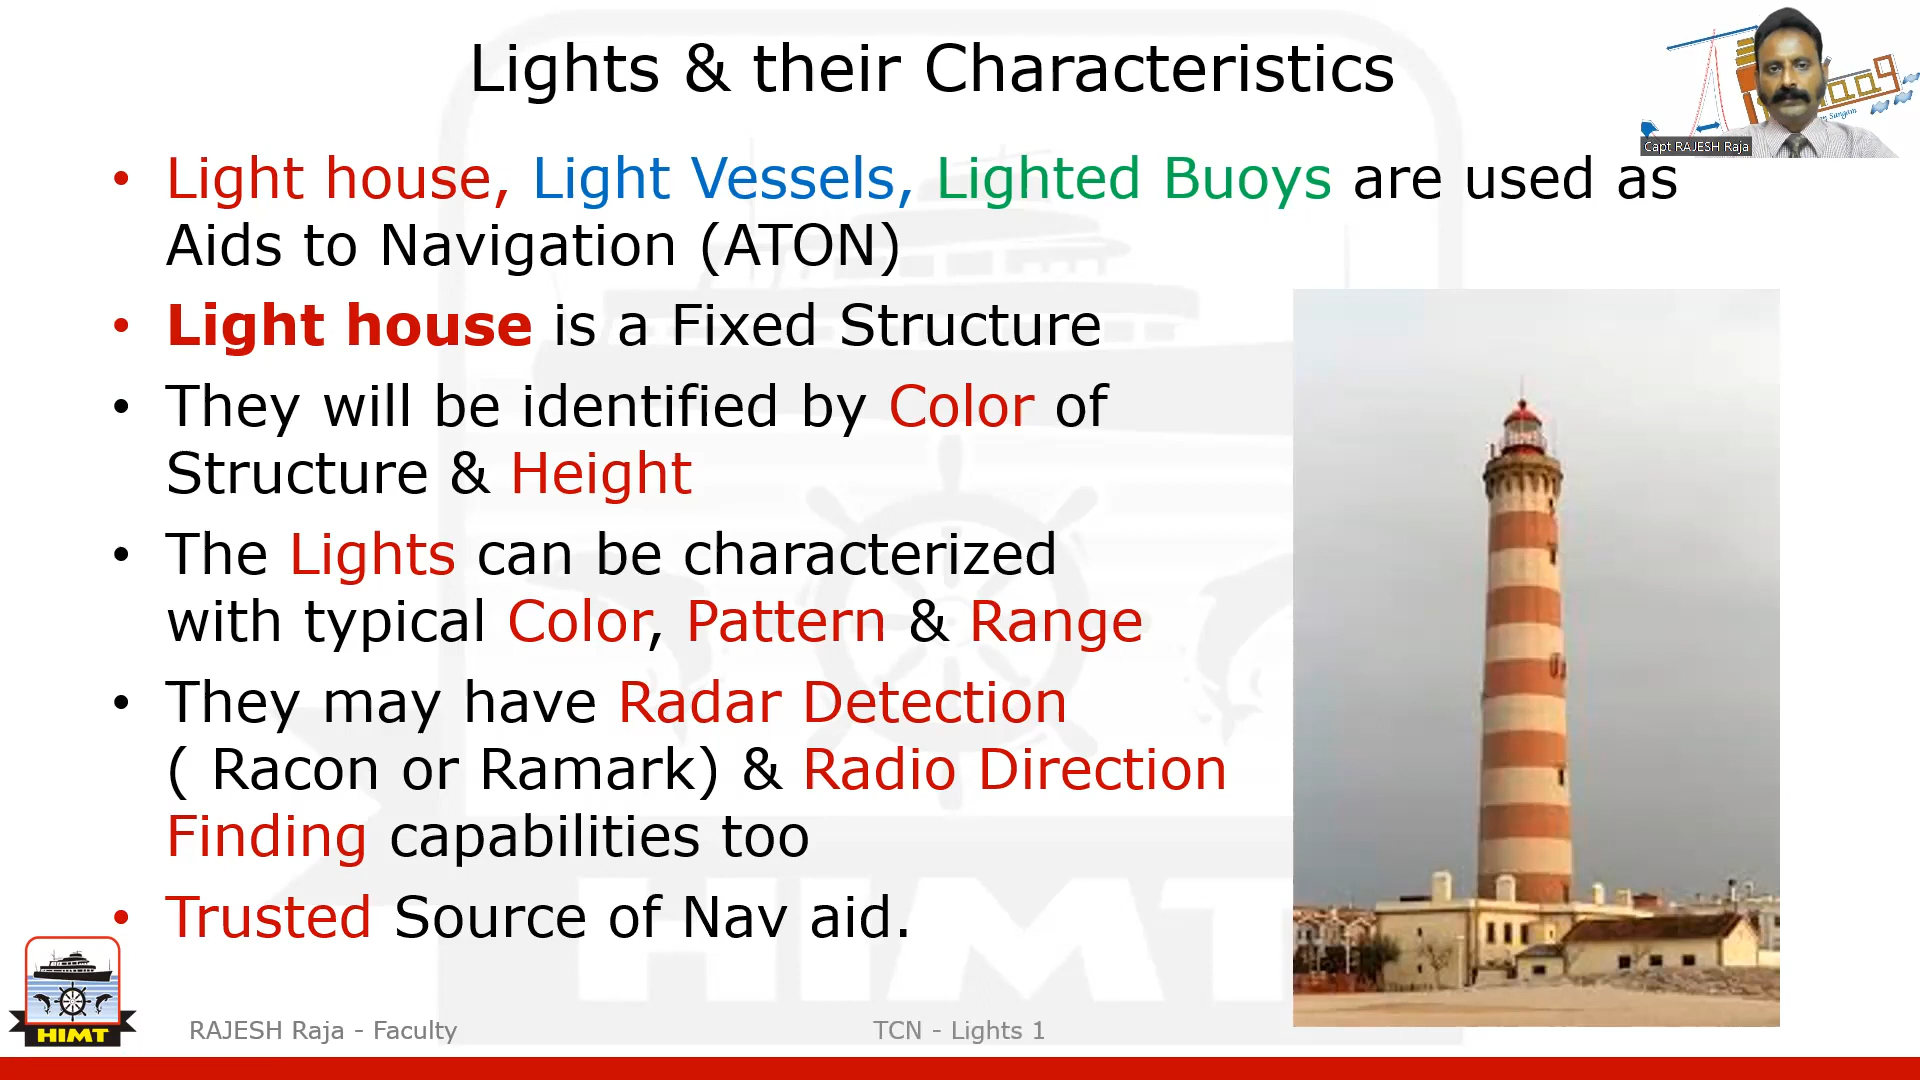 Lights & their Characteristics
Capt RAJESH Raja
• Light house, Light Vessels, Lighted Buoys are used as
Aids to Navigation (ATON)
• Light house is a Fixed Structure
• They will be identified by Color of
Structure & Height
• The Lights can be characterized
with typical Color, Pattern & Range
• They may have Radar Detection
( Racon or Ramark) & Radio Direction
Finding capabilities too
• Trusted Source of Nav aid.
HIMT
HIMT
RAJESH Raja - Faculty
TCN - Lights 1